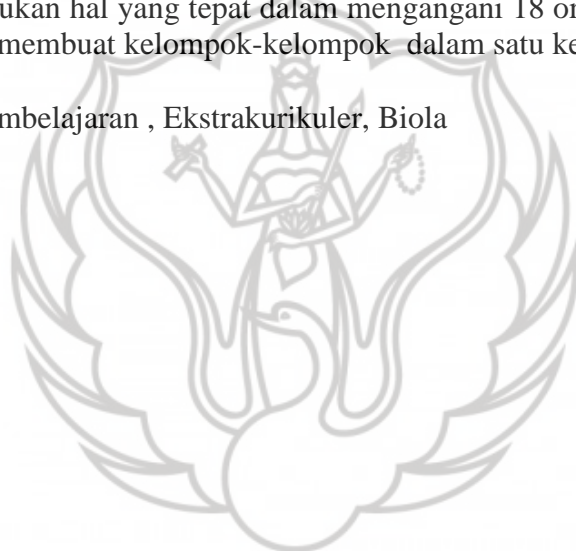 ukan hal yang tepat dalam mengangani 18 or
membuat kelompok-kelompok dalam satu ke
mbelajaran , Ekstrakurikuler, Biola